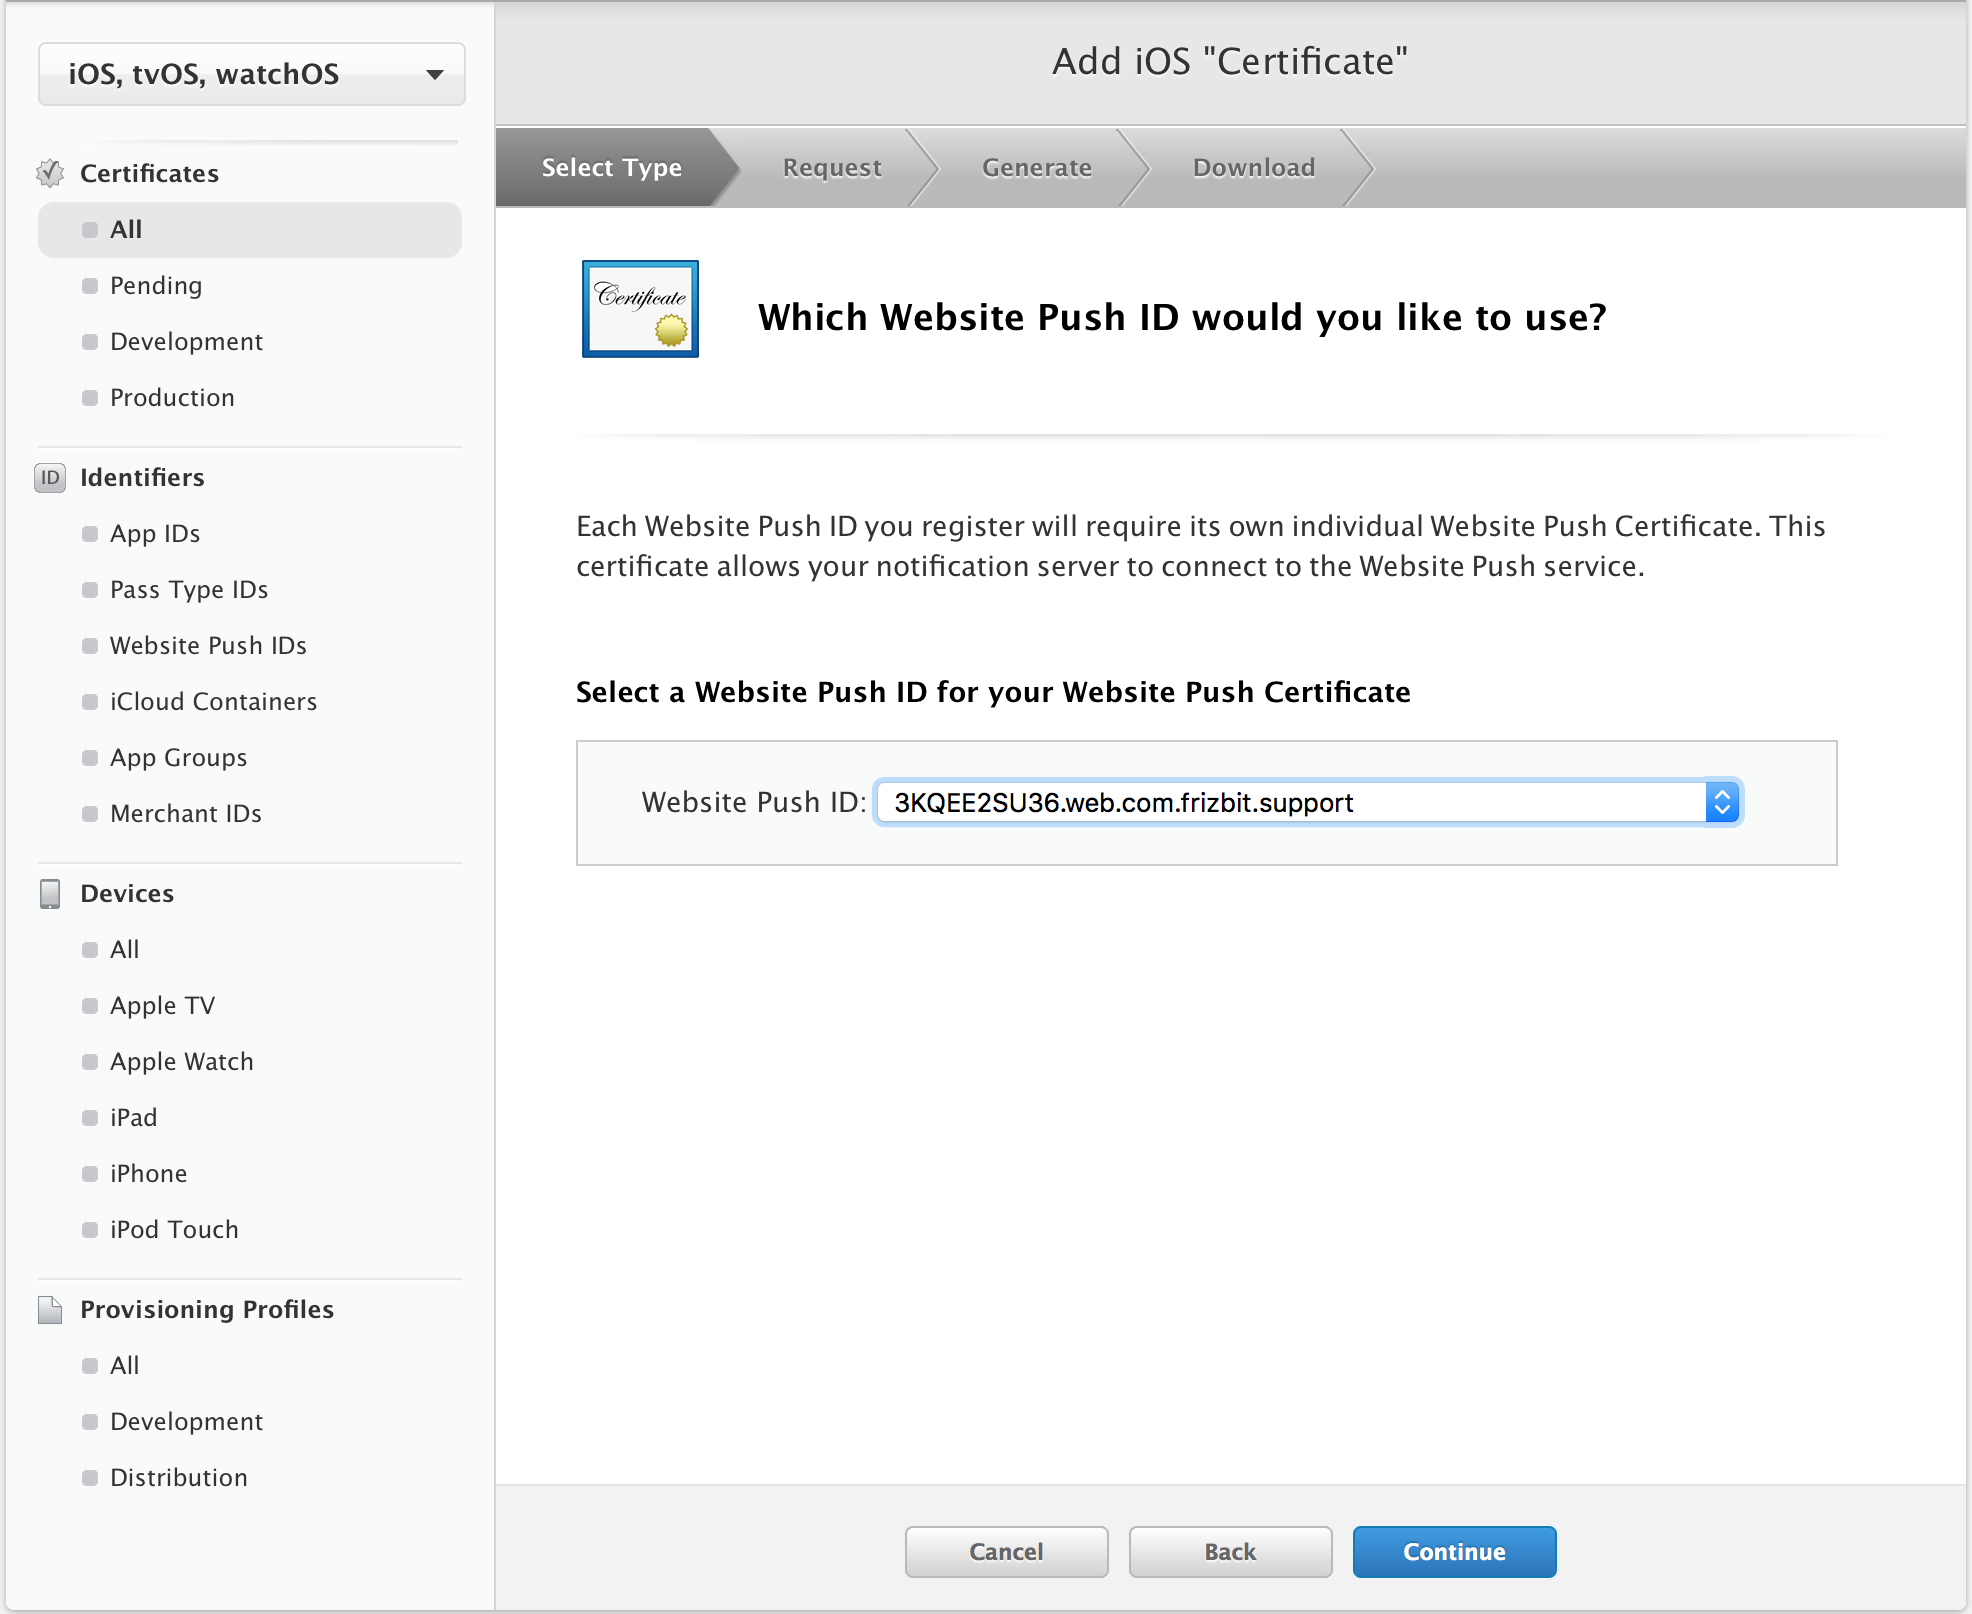 iOS, tvOS, watchOS
Certificates
All
Pending
Development
Production
ID Identifiers
App IDs
Pass Type IDs
Website Push IDs
iCloud Containers
App Groups
Merchant IDs
Devices
All
Apple TV
Apple Watch
iPad
iPhone
iPod Touch
Provisioning Profiles
All
Development
Distribution
Add iOS "Certificate"
Select Type Request Generate Download
Certificate
Which Website Push ID would you like to use?
Each Website Push ID you register will require its own individual Website Push Certificate. This
certificate allows your notification server to connect to the Website Push service.
Select a Website Push ID for your Website Push Certificate
Website Push ID: 3KQEE2SU36.web.com.frizbit.support
Cancel Back Continue